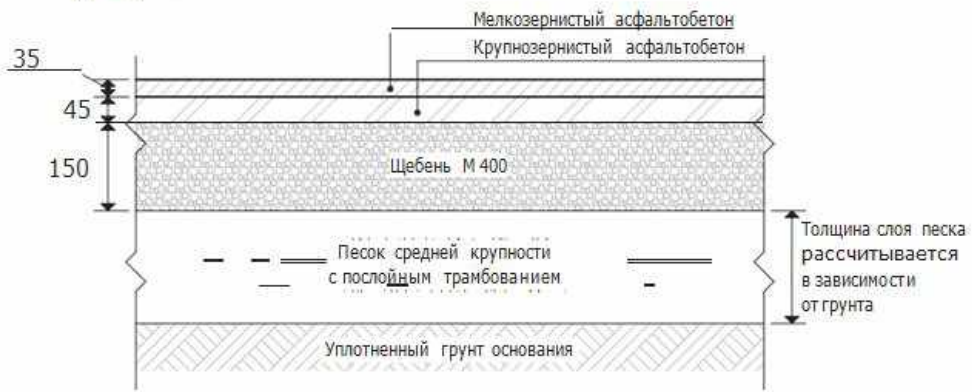 Мелкозернистый асфальтобетон
Крупнозернистый асфальтобетон
35
45
150
Щебень М 400
Песок средней крупности
с послойным трамбованием
Толщина слоя песка
рассчитывается
в зависимости
от грунта
Уплотненный грунт основания